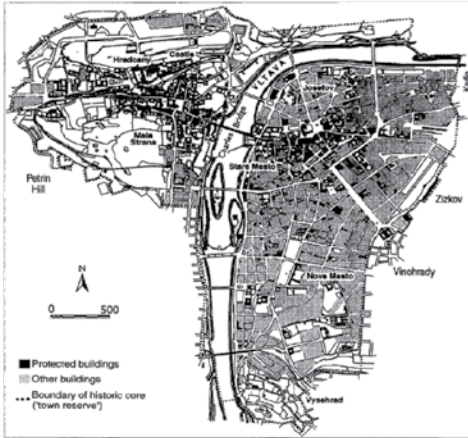 Hradcany
Castle
VLTAVA
Josefov
Mala
Strana
Stare Mesto
Petrin
Hill
Zizkov
Vinohrady
Nove Mesto
Vysehrad
N
0
500
Protected buildings
Other buildings
Boundary of historic core
('town reserve')